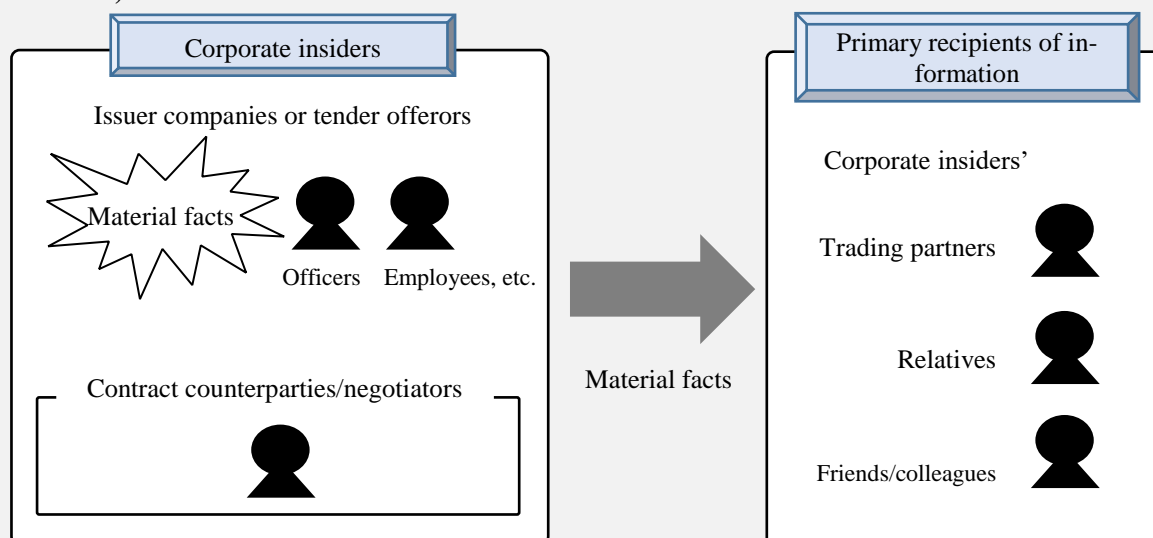 Corporate insiders
Issuer companies or tender offerors
Material facts
Officers
Employees, etc.
Contract counterparties/negotiators
Material facts
Primary recipients of in-
formation
Corporate insiders’
Trading partners
Relatives
Friends/colleagues